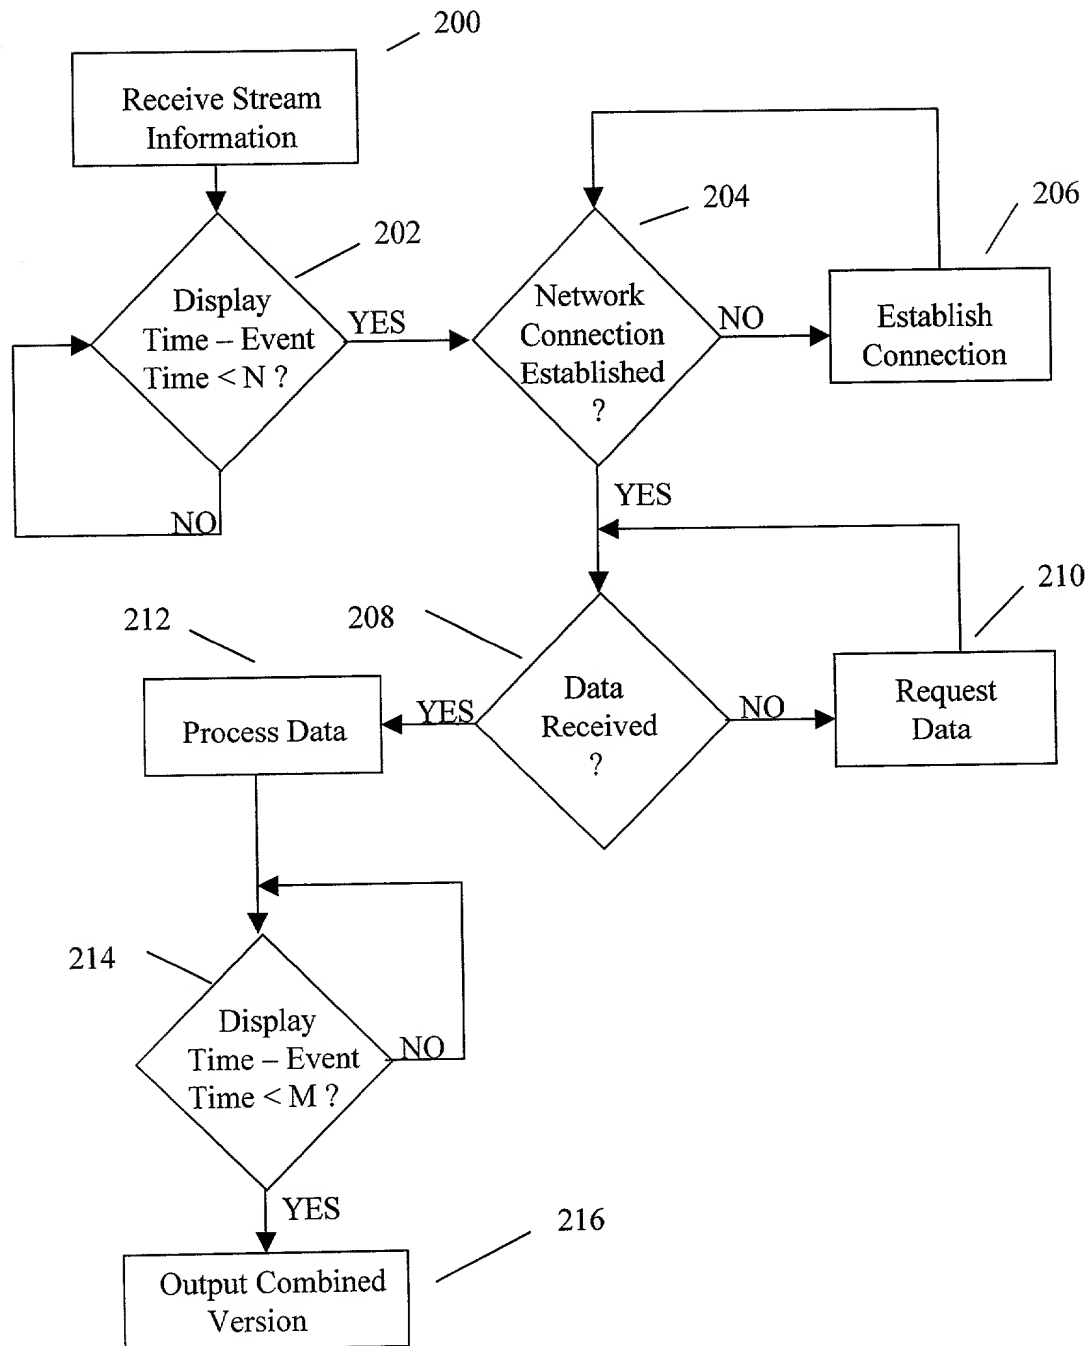 200
Receive Stream
Information
202
Display
Time – Event
Time < N ?
YES
NO
204
Network
Connection
Established
?
NO
206
Establish
Connection
YES
208
Data
Received
?
NO
210
Request
Data
YES
212
Process Data
214
Display
Time – Event
Time < M ?
NO
YES
216
Output Combined
Version